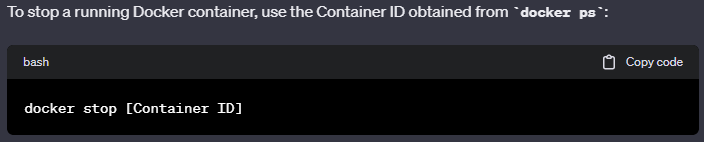 To stop a running Docker container, use the Container ID obtained from `docker ps`:
bash Copy code
docker stop [Container ID]